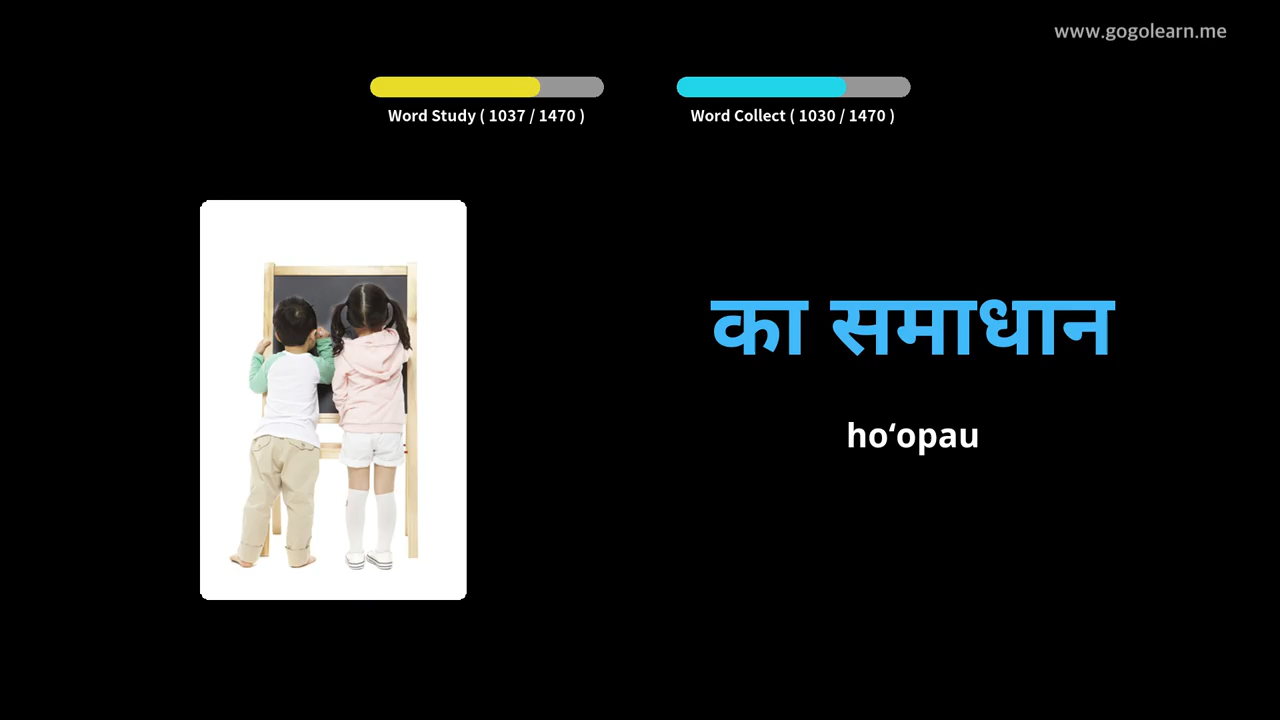 www.gogolearn.me
Word Study ( 1037 / 1470 )
Word Collect ( 1030 / 1470 )
का समाधान
hoʻopau